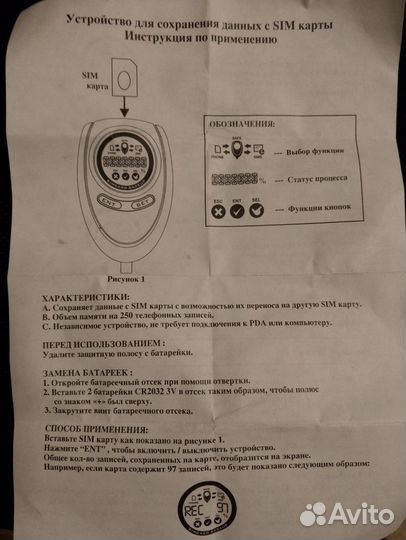 Устройство для сохранения данных с SIM карты
Инструкция по применению
SIM
карта
ENT
SET
Рисунок 1
ОБОЗНАЧЕНИЯ:
SAFE
PHONE
SMS
--- Выбор функции
% --- Статус процесса
ESC ENT SEL
--- Функции кнопок
ХАРАКТЕРИСТИКИ:
A. Сохраняет данные с SIM карты с возможностью их переноса на другую SIM карту.
B. Объем памяти на 250 телефонных записей.
C. Независимое устройство, не требует подключения к PDA или компьютеру.
ПЕРЕД ИСПОЛЬЗОВАНИЕМ :
Удалите защитную полосу с батарейки.
ЗАМЕНА БАТАРЕЕК :
1. Откройте батареечный отсек при помощи отвертки.
2. Вставьте 2 батарейки CR2032 3V в отсек таким образом, чтобы полюс
со знаком «+» был сверху.
3. Закрутите винт батареечного отсека,
СПОСОБ ПРИМЕНЕНИЯ:
Вставьте SIM карту как показано на рисунке 1.
Нажмите "ENT" , чтобы включить / выключить устройство.
Общее кол-во записей, сохраненных на карте, отобразится на экране.
Например, если карта содержит 97 записей, это будет показано следующим образом:
REC 97
Avito